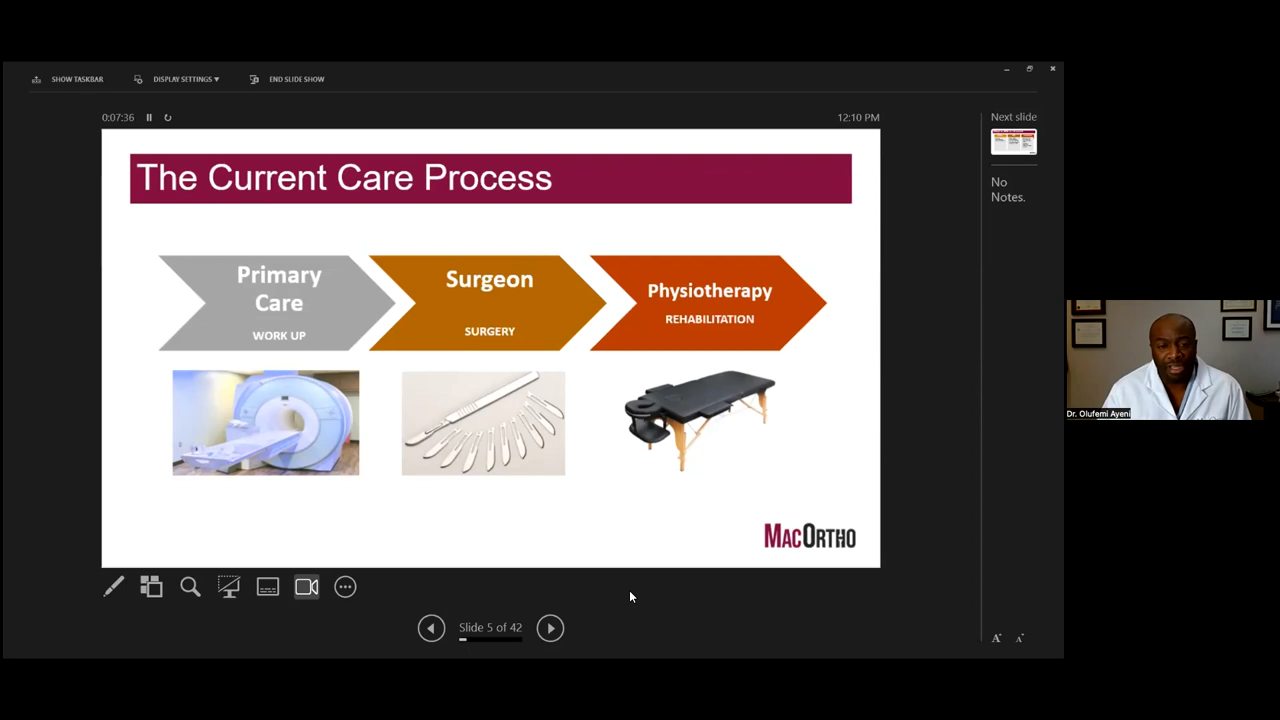 SHOW TASKBAR
DISPLAY SETTINGS ▾
END SLIDE SHOW
0:07:36
12:10 PM
Next slide
No
Notes.
The Current Care Process
Primary
Care
WORK UP
Surgeon
SURGERY
Physiotherapy
REHABILITATION
MACORTHO
Slide 5 of 42
A A
Dr. Olufemi Ayeni